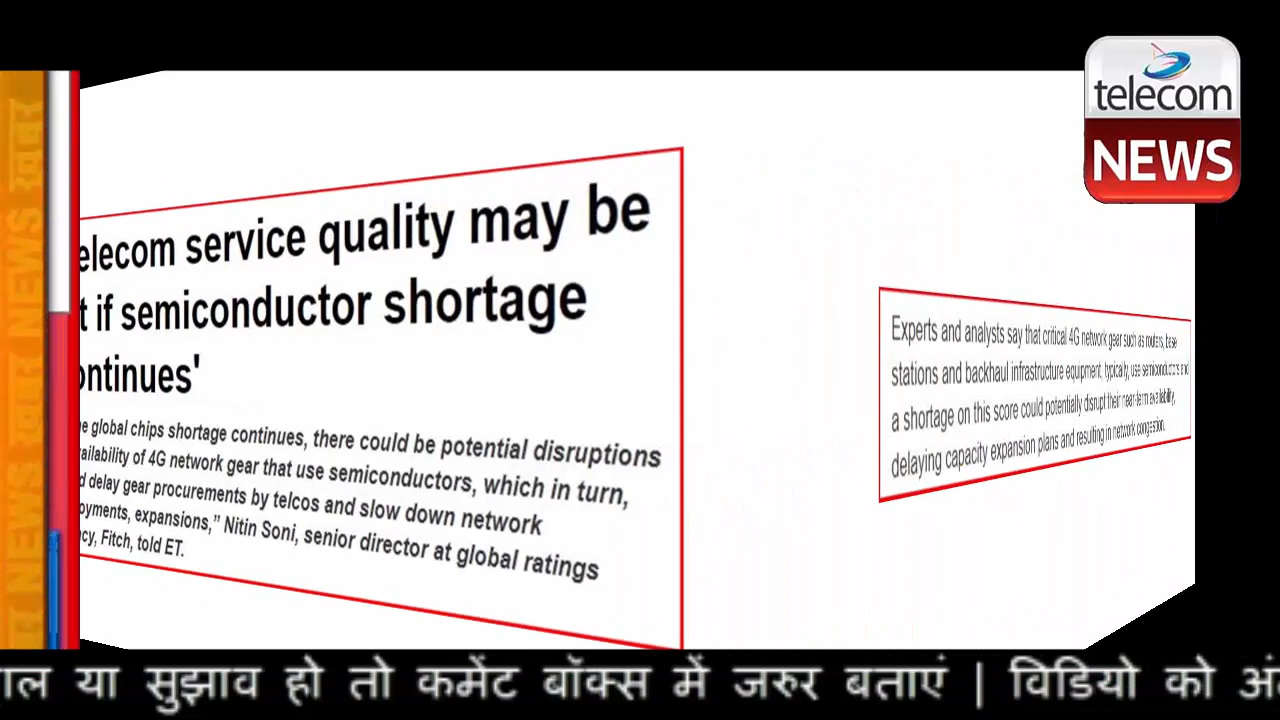 telecom
NEWS
elecom service quality may be
t if semiconductor shortage
ontinues'
e global chips shortage continues, there could be potential disruptions
ailability of 4G network gear that use semiconductors, which in turn,
d delay gear procurements by telcos and slow down network
oyments, expansions,” Nitin Soni, senior director at global ratings
cy, Fitch, told ET.
Experts and analysts say that critical 4G network gear such as routers, base
stations and backhaul infrastructure equipment, typically, use semiconductors and
a shortage on this score could potentially disrupt their near-term availability,
delaying capacity expansion plans and resulting in network congestion.
NEWS खबर
ाल या सुझाव हो तो कमेंट बॉक्स में जरुर बताएं | विडियो को अं